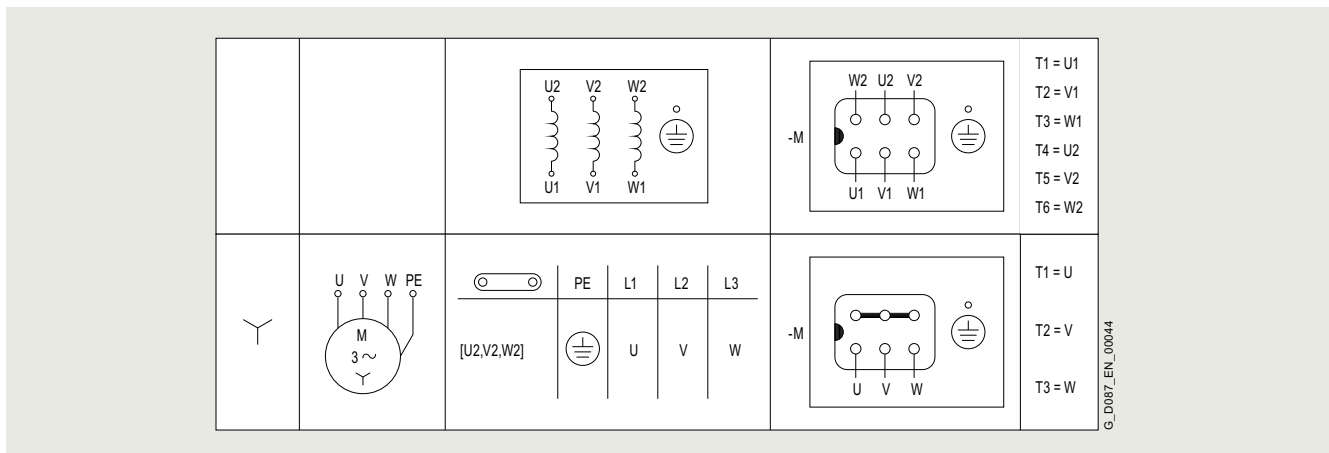 U2 V2 W2
U1 V1 W1
-M
W2 U2 V2
U1 V1 W1
T1 = U1
T2 = V1
T3 = W1
T4 = U2
T5 = V2
T6 = W2
U V W PE
M
3 ~
PE L1 L2 L3
[U2,V2,W2] U V W
-M
U V W
T1 = U
T2 = V
T3 = W
G_D087_EN_00044